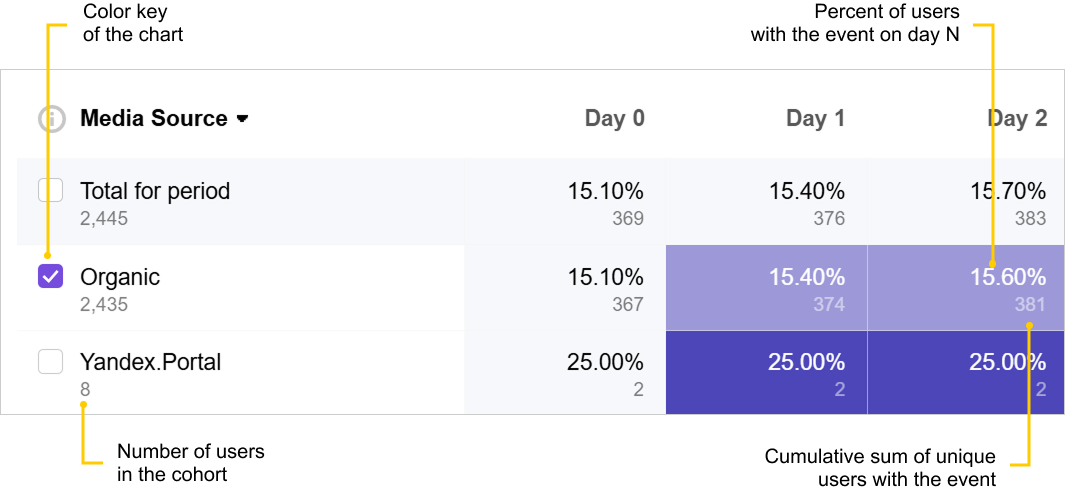 Color key
of the chart
Percent of users
with the event on day N
Media Source
Day 0
Day 1
Day 2
Total for period
2,445
15.10%
369
15.40%
376
15.70%
383
Organic
2,435
15.10%
367
15.40%
374
15.60%
381
Yandex.Portal
8
25.00%
2
25.00%
2
25.00%
2
Number of users
in the cohort
Cumulative sum of unique
users with the event